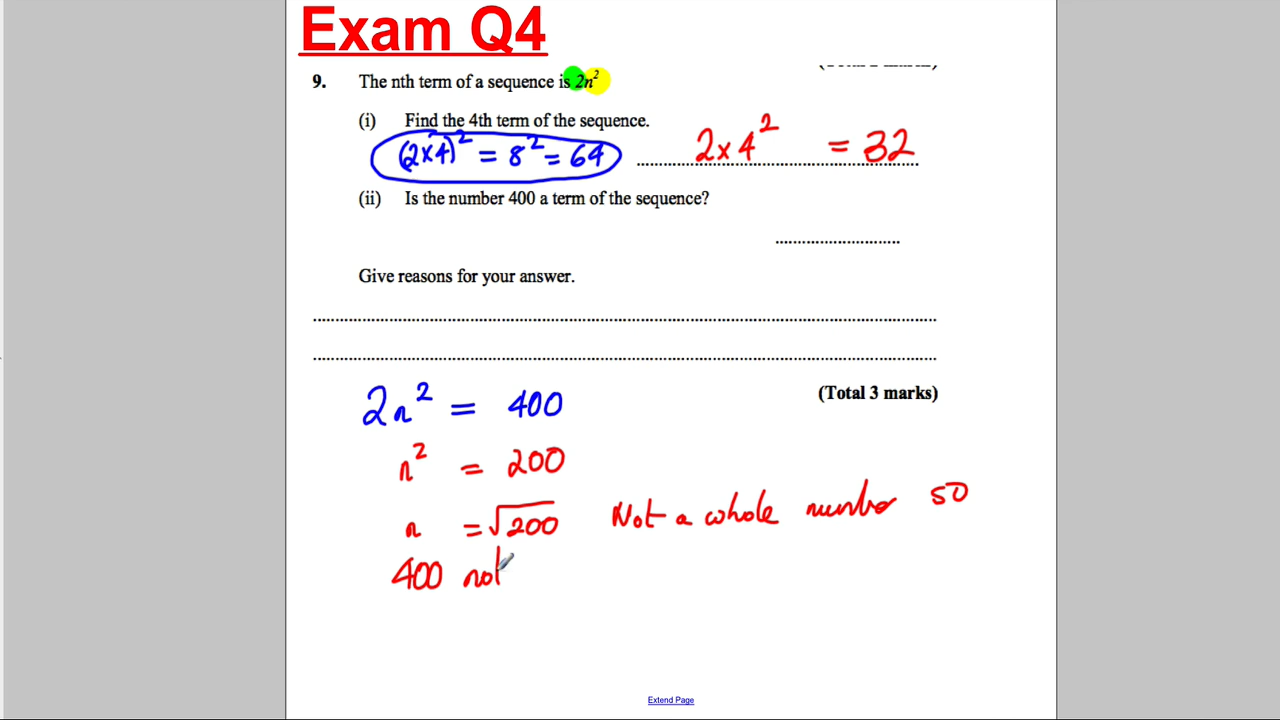 Exam Q4
9. The nth term of a sequence is 2n²
(i) Find the 4th term of the sequence.
(2×4)² = 8² = 64 2×4² = 32
(ii) Is the number 400 a term of the sequence?
Give reasons for your answer.
(Total 3 marks)
2n² = 400
n² = 200
n = √200 Not a whole number so
400 not
Extend Page